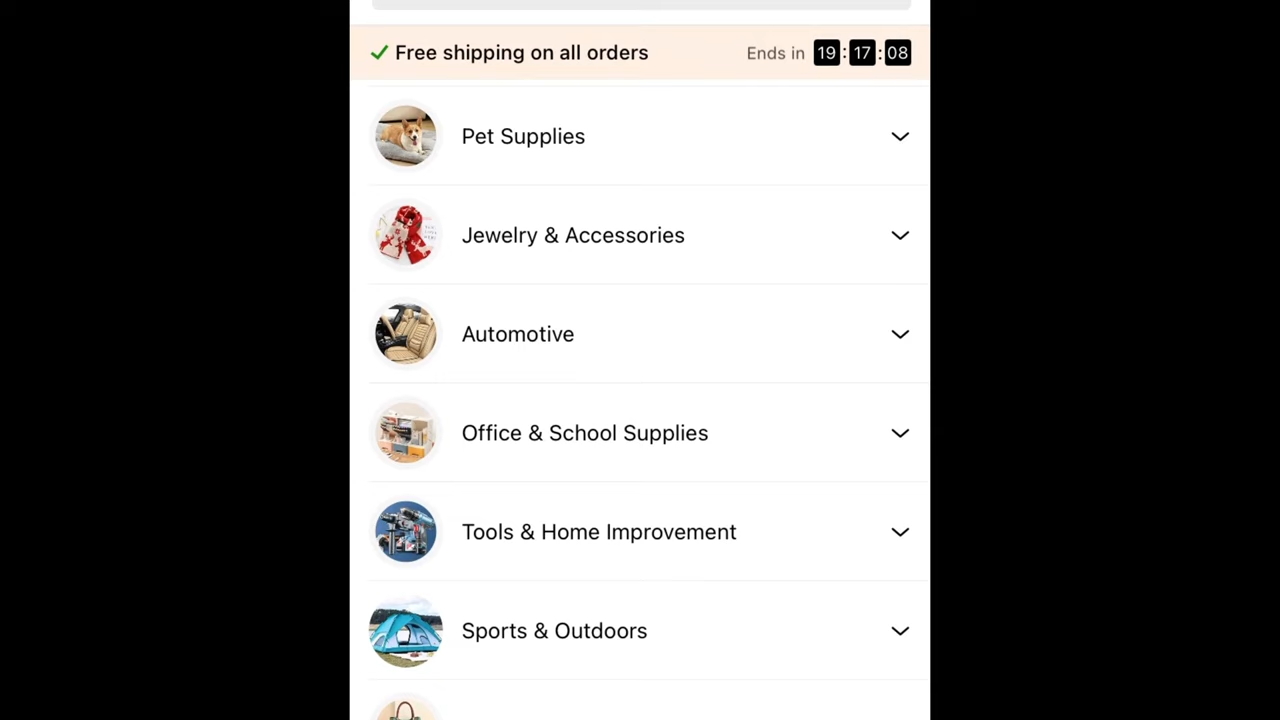 Free shipping on all orders Ends in 19:17:08
Pet Supplies
Jewelry & Accessories
Automotive
Office & School Supplies
Tools & Home Improvement
Sports & Outdoors